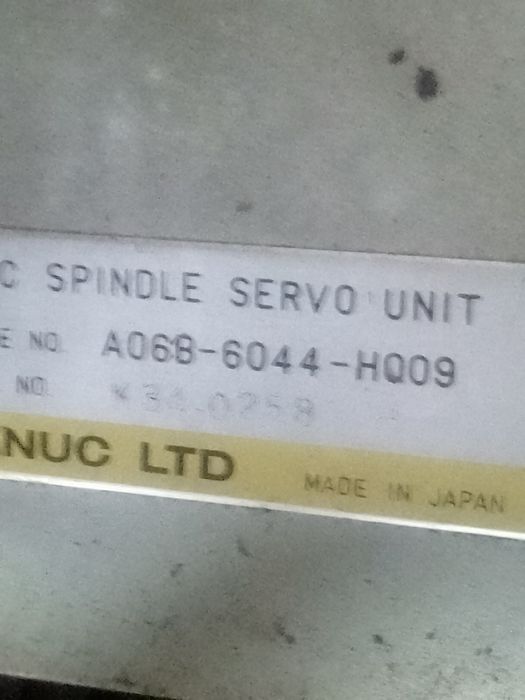 C SPINDLE SERVO UNIT
E NO. A06B-6044-H009
NO.
NUC LTD MADE IN JAPAN